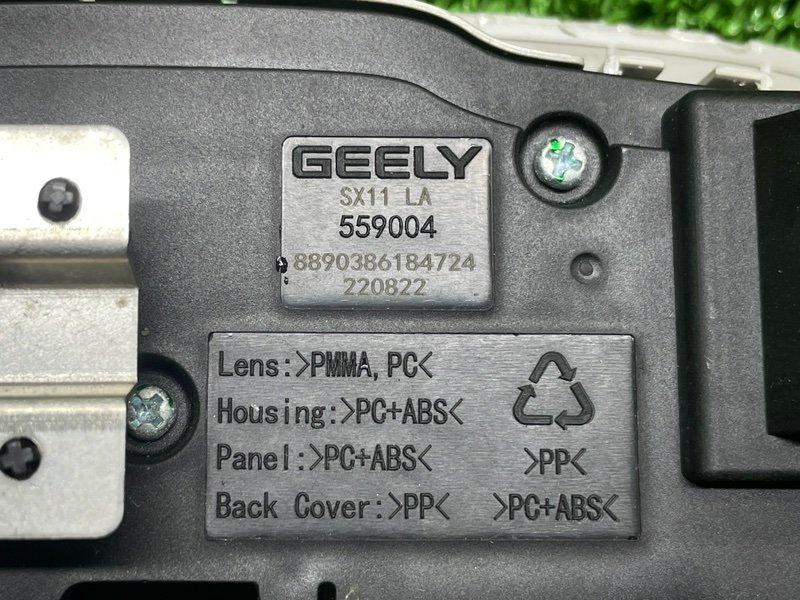 GEELY
SX11 LA
559004
8890386184724
220822
Lens:>PMMA,PC<
Housing:>PC+ABS<
Panel:>PC+ABS< >PP<
Back Cover:>PP< >PC+ABS<